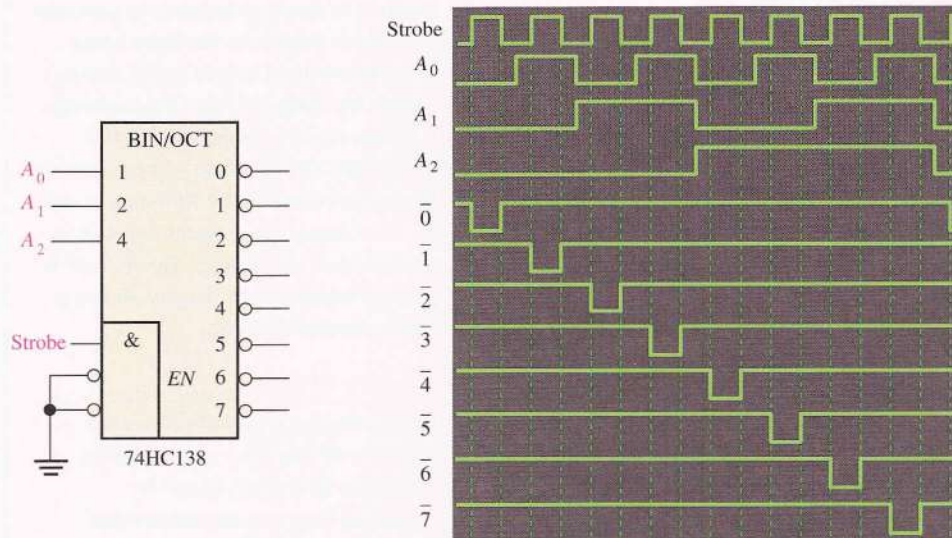 BIN/OCT
A₀ 1 0
A₁ 2 1
A₂ 4 2
3
4
Strobe & 5
EN 6
7
74HC138
Strobe
A₀
A₁
A₂
0̅
1̅
2̅
3̅
4̅
5̅
6̅
7̅